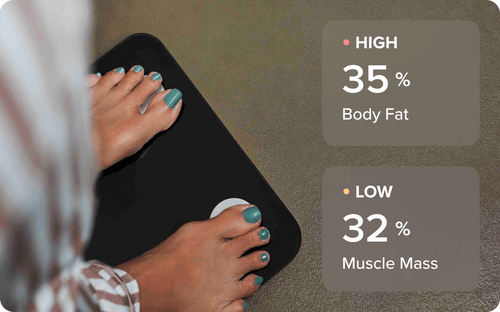 HIGH
35 %
Body Fat
LOW
32 %
Muscle Mass